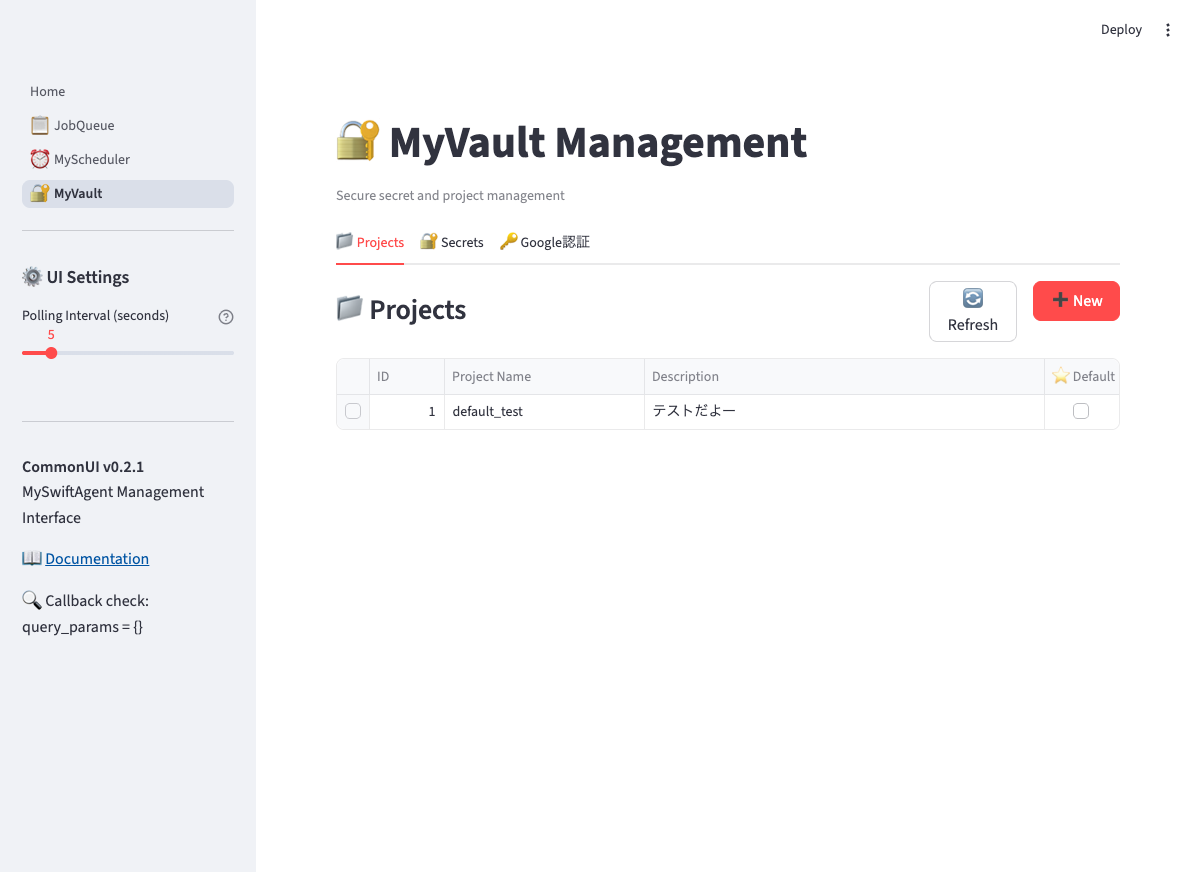 Deploy
Home
JobQueue
MyScheduler
MyVault
UI Settings
Polling Interval (seconds)
5
CommonUI v0.2.1
MySwiftAgent Management
Interface
Documentation
Callback check:
query_params = {}
MyVault Management
Secure secret and project management
Projects Secrets Google認証
Projects
Refresh
New
ID Project Name Description Default
1 default_test テストだよー